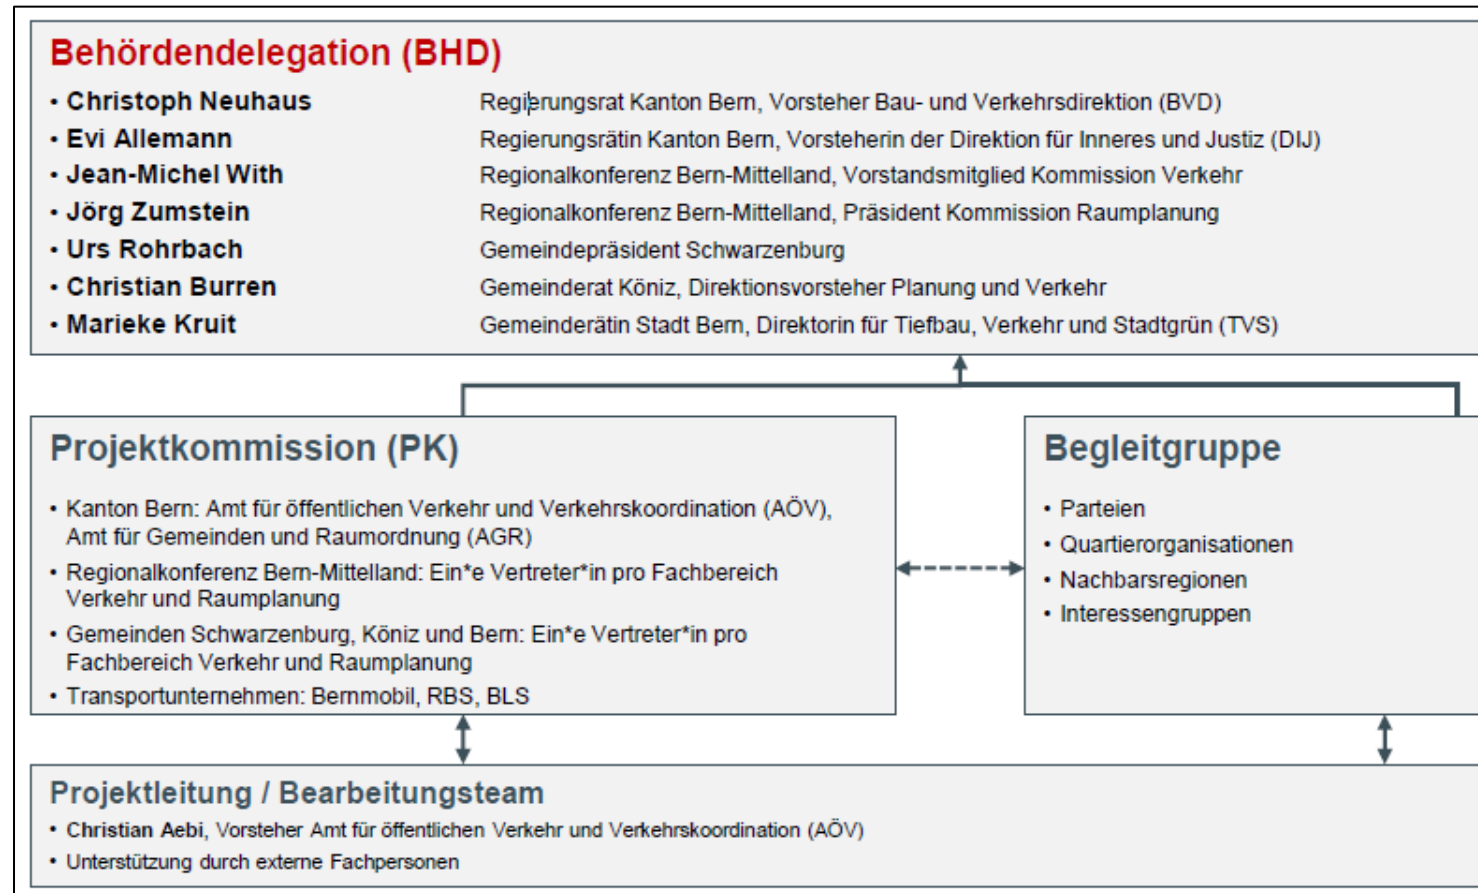 Behördendelegation (BHD)
• Christoph Neuhaus Regierungsrat Kanton Bern, Vorsteher Bau- und Verkehrsdirektion (BVD)
• Evi Allemann Regierungsrätin Kanton Bern, Vorsteherin der Direktion für Inneres und Justiz (DIJ)
• Jean-Michel With Regionalkonferenz Bern-Mittelland, Vorstandsmitglied Kommission Verkehr
• Jörg Zumstein Regionalkonferenz Bern-Mittelland, Präsident Kommission Raumplanung
• Urs Rohrbach Gemeindepräsident Schwarzenburg
• Christian Burren Gemeinderat Köniz, Direktionsvorsteher Planung und Verkehr
• Marieke Kruit Gemeinderätin Stadt Bern, Direktorin für Tiefbau, Verkehr und Stadtgrün (TVS)
Projektkommission (PK)
• Kanton Bern: Amt für öffentlichen Verkehr und Verkehrskoordination (AÖV),
Amt für Gemeinden und Raumordnung (AGR)
• Regionalkonferenz Bern-Mittelland: Ein*e Vertreter*in pro Fachbereich
Verkehr und Raumplanung
• Gemeinden Schwarzenburg, Köniz und Bern: Ein*e Vertreter*in pro
Fachbereich Verkehr und Raumplanung
• Transportunternehmen: Bernmobil, RBS, BLS
Begleitgruppe
• Parteien
• Quartierorganisationen
• Nachbarsregionen
• Interessengruppen
Projektleitung / Bearbeitungsteam
• Christian Aebi, Vorsteher Amt für öffentlichen Verkehr und Verkehrskoordination (AÖV)
• Unterstützung durch externe Fachpersonen